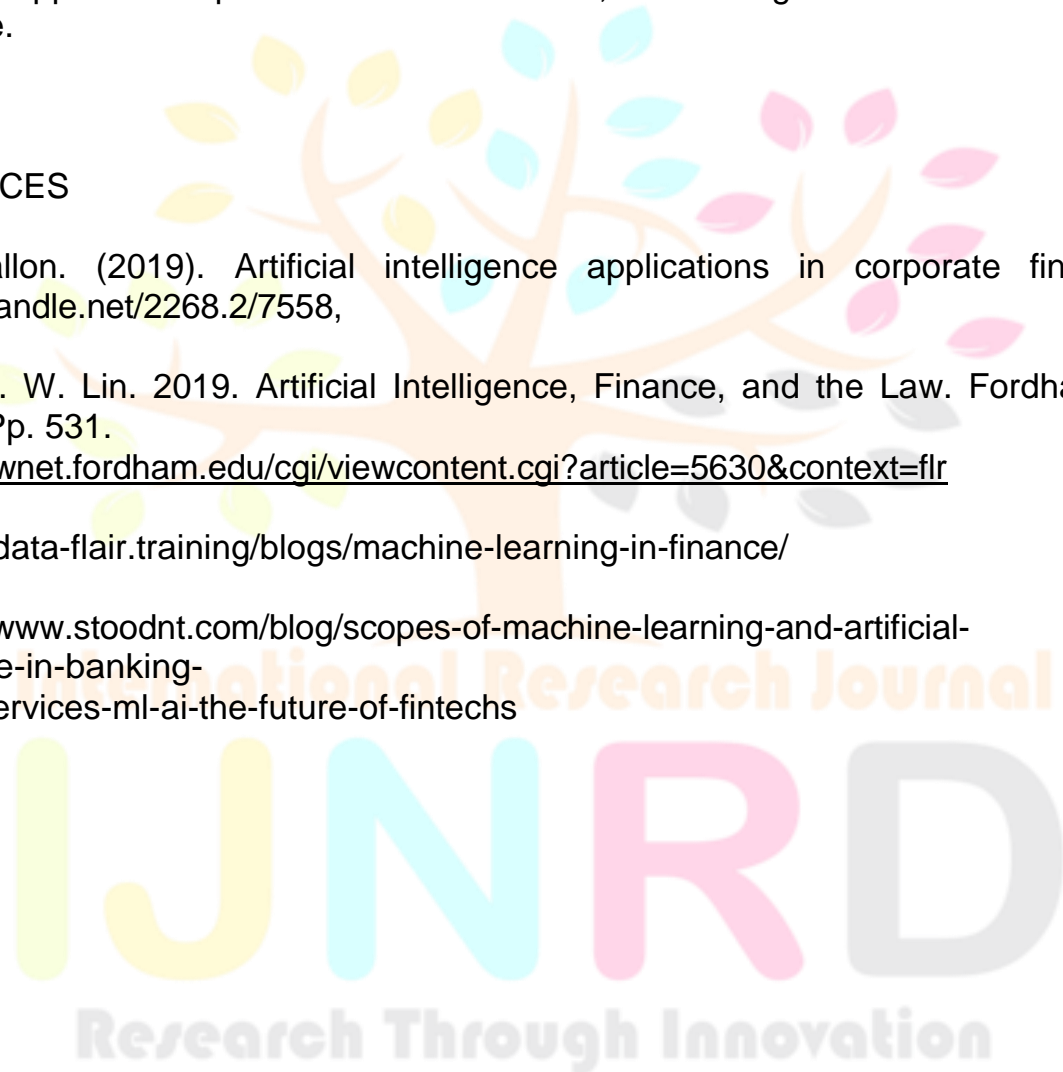 e.
CES
allon. (2019). Artificial intelligence applications in corporate fin
andle.net/2268.2/7558,
. W. Lin. 2019. Artificial Intelligence, Finance, and the Law. Fordha
Pp. 531.
wnet.fordham.edu/cgi/viewcontent.cgi?article=5630&context=flr
data-flair.training/blogs/machine-learning-in-finance/
www.stoodnt.com/blog/scopes-of-machine-learning-and-artificial-
e-in-banking-
International Research Journal
ervices-ml-ai-the-future-of-fintechs
IJNRD
Research Through Innovation